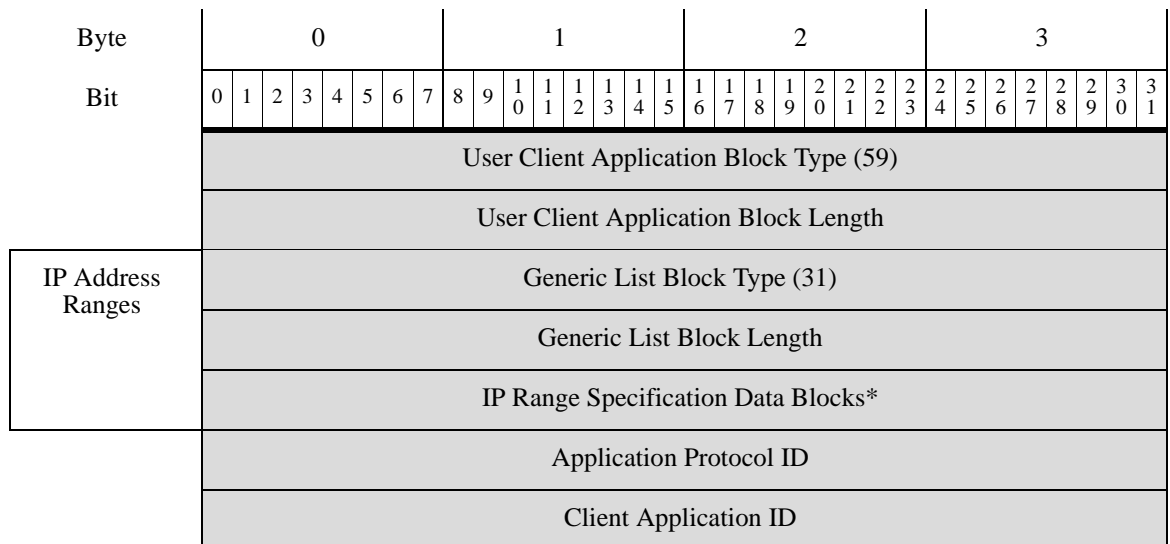 Byte 0 1 2 3
Bit 0 1 2 3 4 5 6 7 8 9 10 11 12 13 14 15 16 17 18 19 20 21 22 23 24 25 26 27 28 29 30 31
User Client Application Block Type (59)
User Client Application Block Length
IP Address
Ranges
Generic List Block Type (31)
Generic List Block Length
IP Range Specification Data Blocks*
Application Protocol ID
Client Application ID